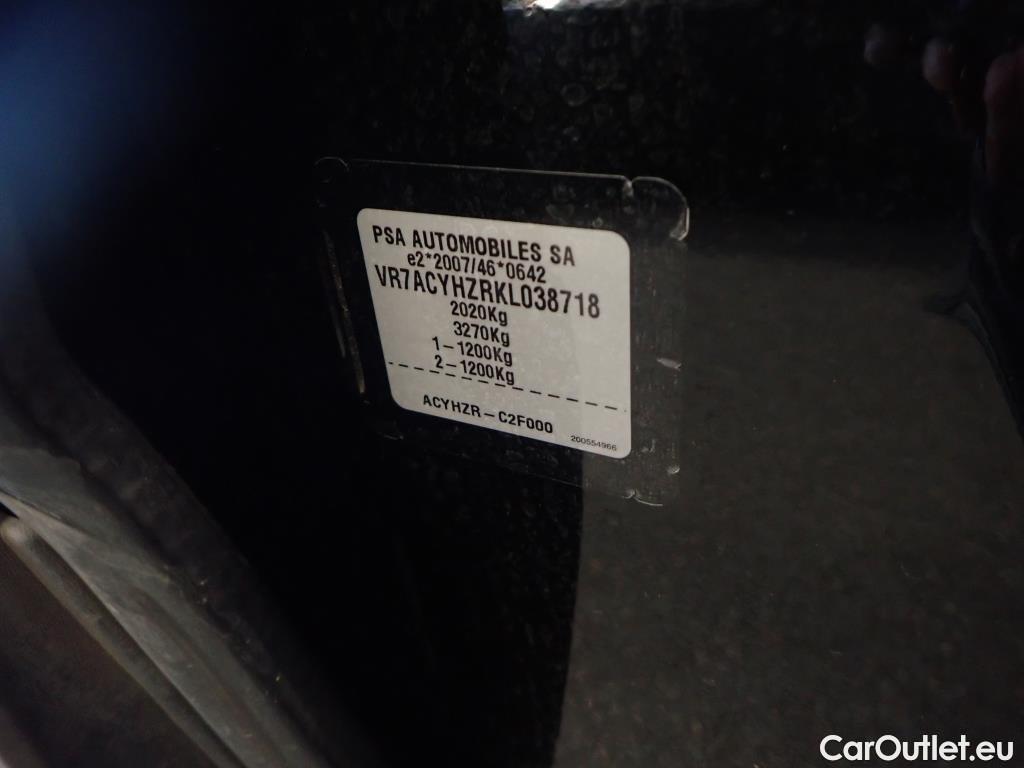 PSA AUTOMOBILES SA
e2*2007/46*0642
VR7ACYHZRKL038718
2020Kg
3270Kg
1-1200Kg
2-1200Kg
ACYHZR-C2F000
200554966
CarOutlet.eu